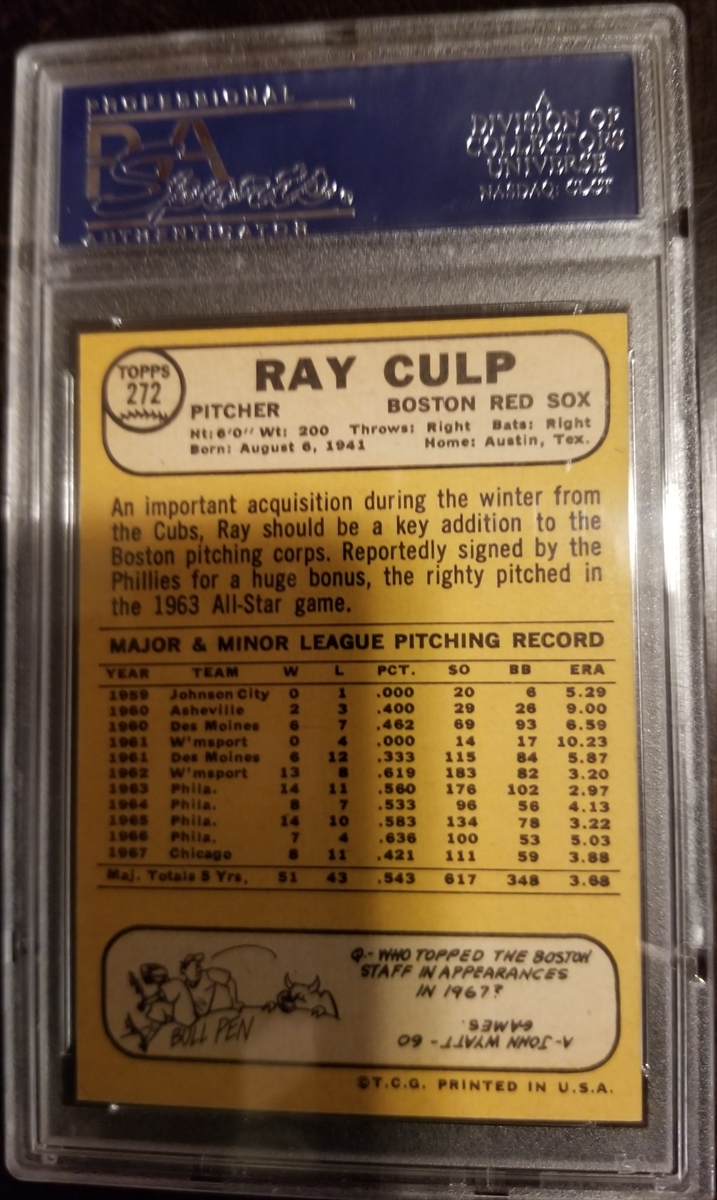 PROFESSIONAL
PSA
Sports
AUTHENTICATOR
A
DIVISION OF
COLLECTORS
UNIVERSE
NASDAQ: CLCT
TOPPS
272
RAY CULP
PITCHER BOSTON RED SOX
Ht: 6'0" Wt: 200 Throws: Right Bats: Right
Born: August 6, 1941 Home: Austin, Tex.
An important acquisition during the winter from
the Cubs, Ray should be a key addition to the
Boston pitching corps. Reportedly signed by the
Phillies for a huge bonus, the righty pitched in
the 1963 All-Star game.
MAJOR & MINOR LEAGUE PITCHING RECORD
YEAR TEAM W L PCT. SO BB ERA
1959 Johnson City 0 1 .000 20 6 5.29
1960 Asheville 2 3 .400 29 26 9.00
1960 Des Moines 6 7 .462 69 93 6.59
1961 W'msport 0 4 .000 14 17 10.23
1961 Des Moines 6 12 .333 115 84 5.87
1962 W'msport 13 8 .619 183 82 3.20
1963 Phila. 14 11 .560 176 102 2.97
1964 Phila. 8 7 .533 96 56 4.13
1965 Phila. 14 10 .583 134 78 3.22
1966 Phila. 7 4 .636 100 53 5.03
1967 Chicago 8 11 .421 111 59 3.88
Maj. Totals 5 Yrs. 51 43 .543 617 348 3.68
Q.- WHO TOPPED THE BOSTON
STAFF IN APPEARANCES
IN 1967?
A- JOHN WYATT - 60
GAMES.
BULL PEN
©T.C.G. PRINTED IN U.S.A.